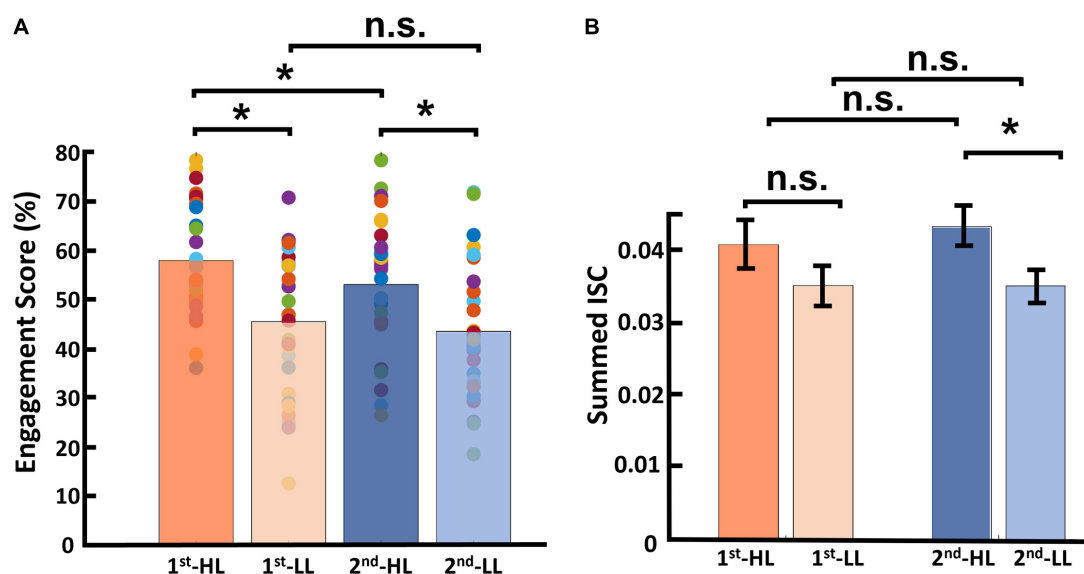 A
n.s.
*
*
*
Engagement Score (%)
80
70
60
50
40
30
20
10
0
1st-HL
1st-LL
2nd-HL
2nd-LL
B
n.s.
n.s.
*
n.s.
Summed ISC
0.04
0.03
0.02
0.01
0
1st-HL
1st-LL
2nd-HL
2nd-LL